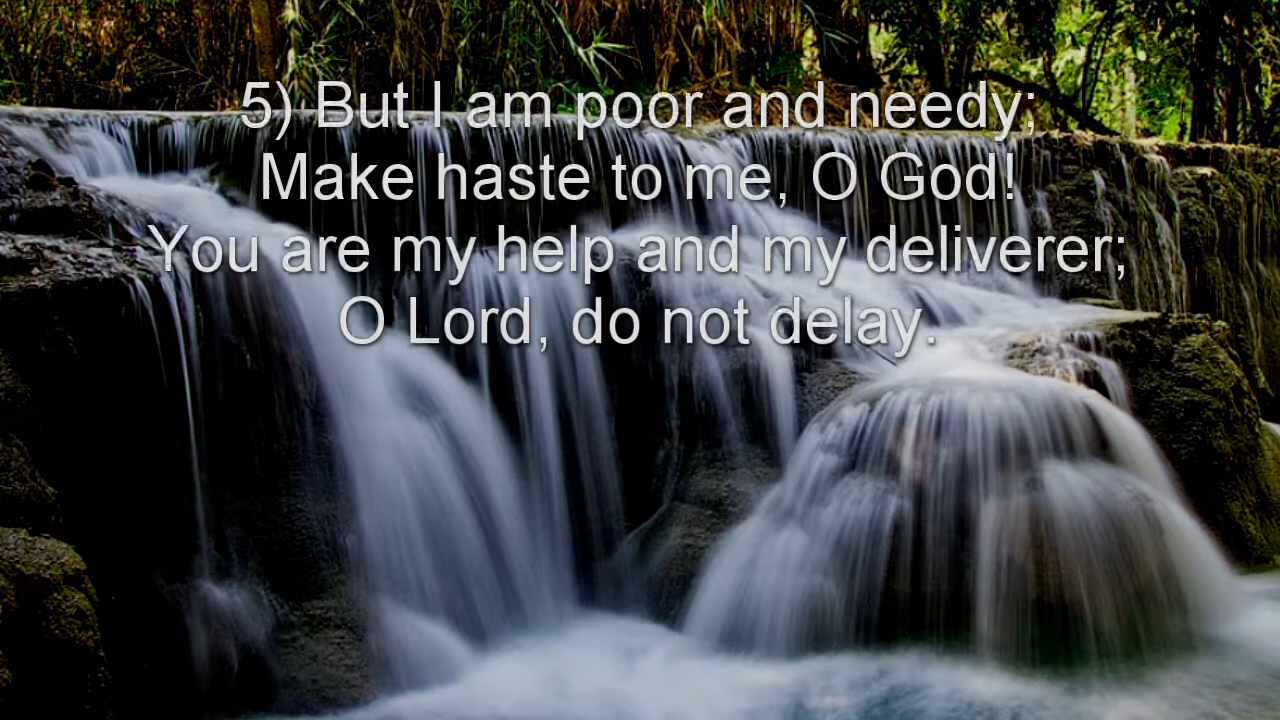 5) But I am poor and needy;
Make haste to me, O God!
You are my help and my deliverer;
O Lord, do not delay.